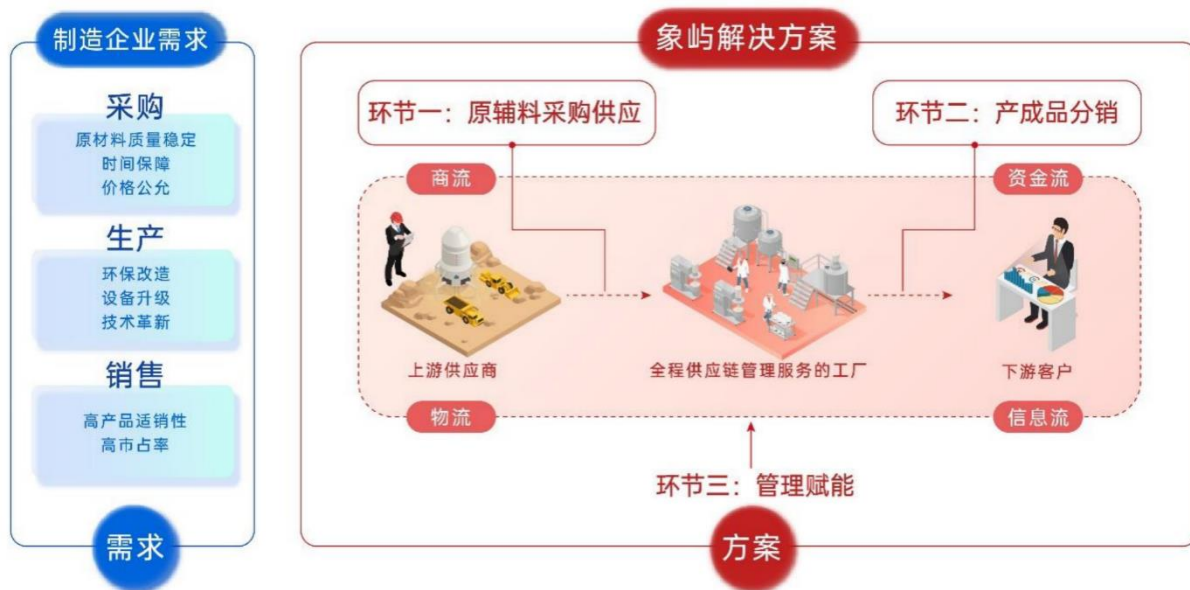 制造企业需求
采购
原材料质量稳定
时间保障
价格公允
生产
环保改造
设备升级
技术革新
销售
高产品适销性
高市占率
需求
象屿解决方案
环节一：原辅料采购供应
环节二：产成品分销
商流
资金流
上游供应商
全程供应链管理服务的工厂
下游客户
物流
信息流
环节三：管理赋能
方案